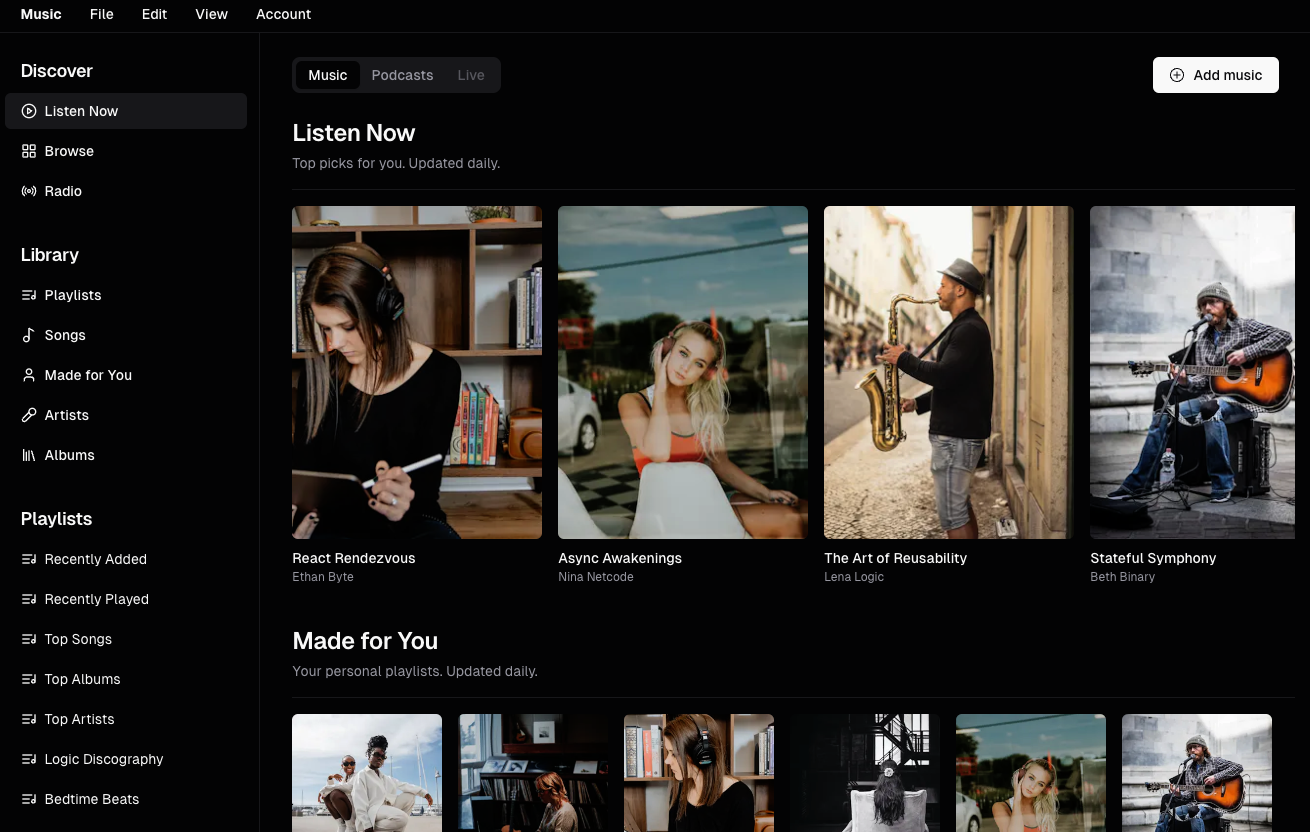 Music File Edit View Account
Discover
Listen Now
Browse
Radio
Library
Playlists
Songs
Made for You
Artists
Albums
Playlists
Recently Added
Recently Played
Top Songs
Top Albums
Top Artists
Logic Discography
Bedtime Beats
Music Podcasts Live
Add music
Listen Now
Top picks for you. Updated daily.
React Rendezvous
Ethan Byte
Async Awakenings
Nina Netcode
The Art of Reusability
Lena Logic
Stateful Symphony
Beth Binary
Made for You
Your personal playlists. Updated daily.